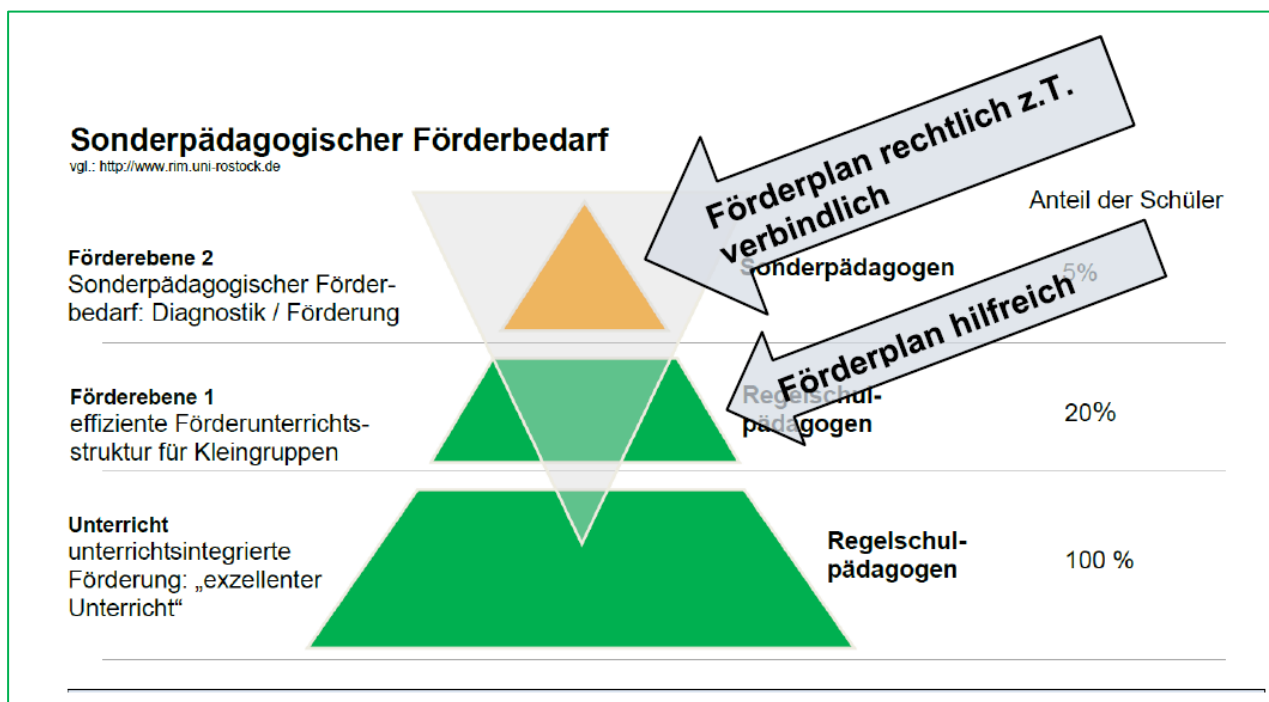 Sonderpädagogischer Förderbedarf
vgl.: http://www.rim.uni-rostock.de
Förderplan rechtlich z.T.
verbindlich
Anteil der Schüler
Förderebene 2
Sonderpädagogischer Förder-
bedarf: Diagnostik / Förderung
Sonderpädagogen
5%
Förderplan hilfreich
Förderebene 1
effiziente Förderunterrichts-
struktur für Kleingruppen
Regelschul-
pädagogen
20%
Unterricht
unterrichtsintegrierte
Förderung: „exzellenter
Unterricht“
Regelschul-
pädagogen
100 %